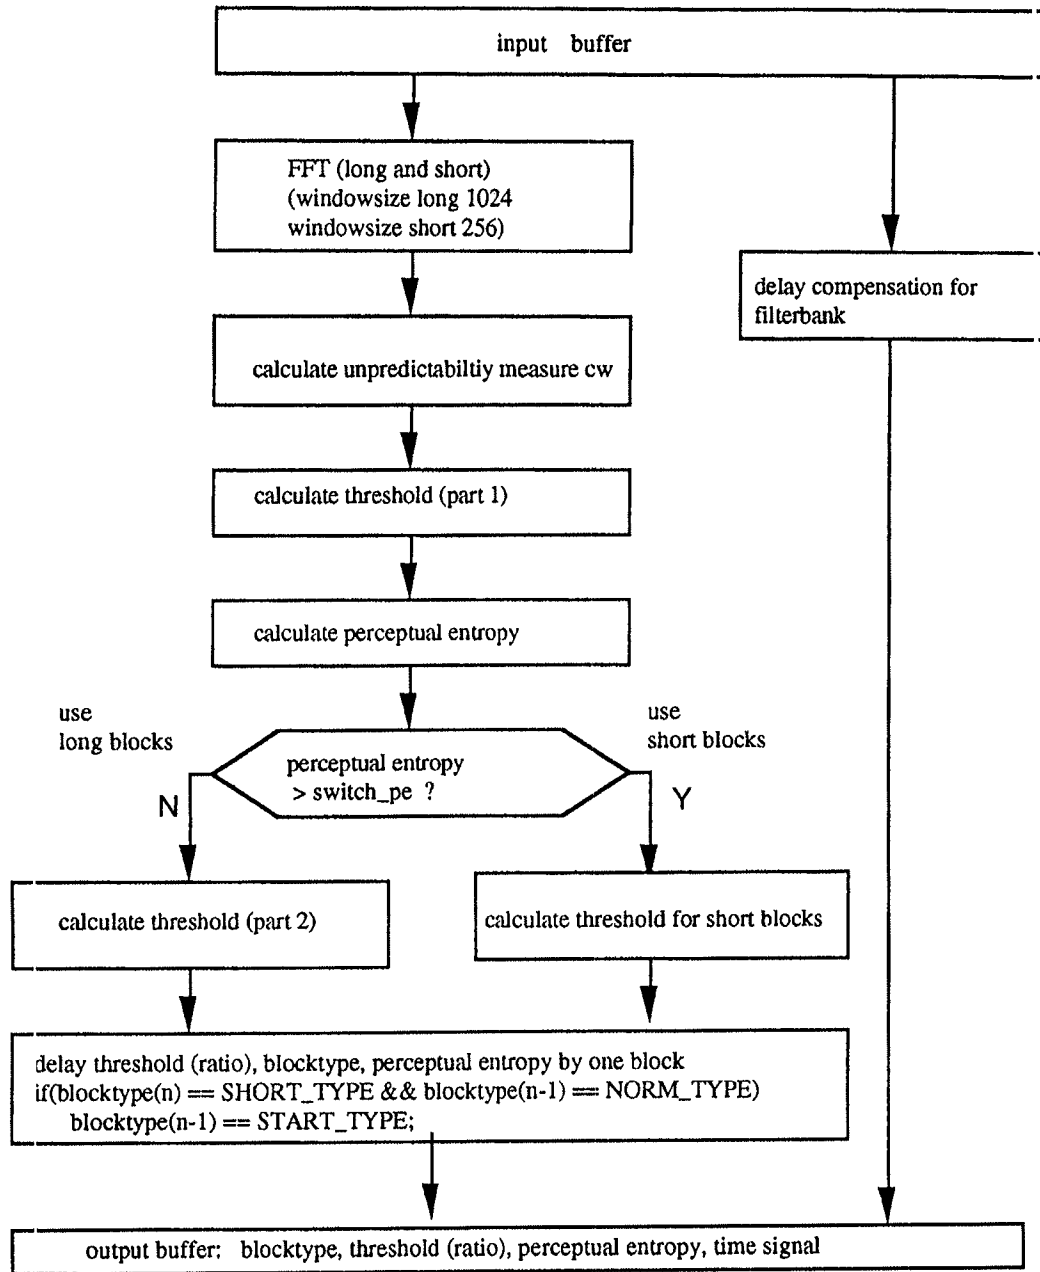 input buffer
FFT (long and short)
(windowsize long 1024
windowsize short 256)
delay compensation for
filterbank
calculate unpredictabiltiy measure cw
calculate threshold (part 1)
calculate perceptual entropy
use
long blocks
use
short blocks
perceptual entropy
> switch_pe ?
N
Y
calculate threshold (part 2)
calculate threshold for short blocks
delay threshold (ratio), blocktype, perceptual entropy by one block
if(blocktype(n) == SHORT_TYPE && blocktype(n-1) == NORM_TYPE)
blocktype(n-1) == START_TYPE;
output buffer: blocktype, threshold (ratio), perceptual entropy, time signal